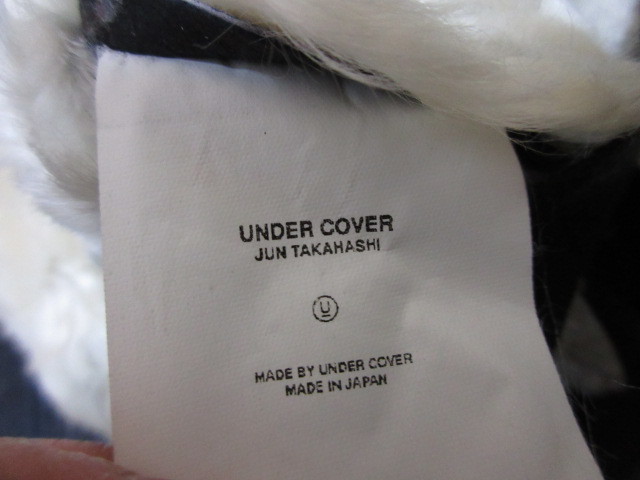 UNDER COVER
JUN TAKAHASHI
U
MADE BY UNDER COVER
MADE IN JAPAN